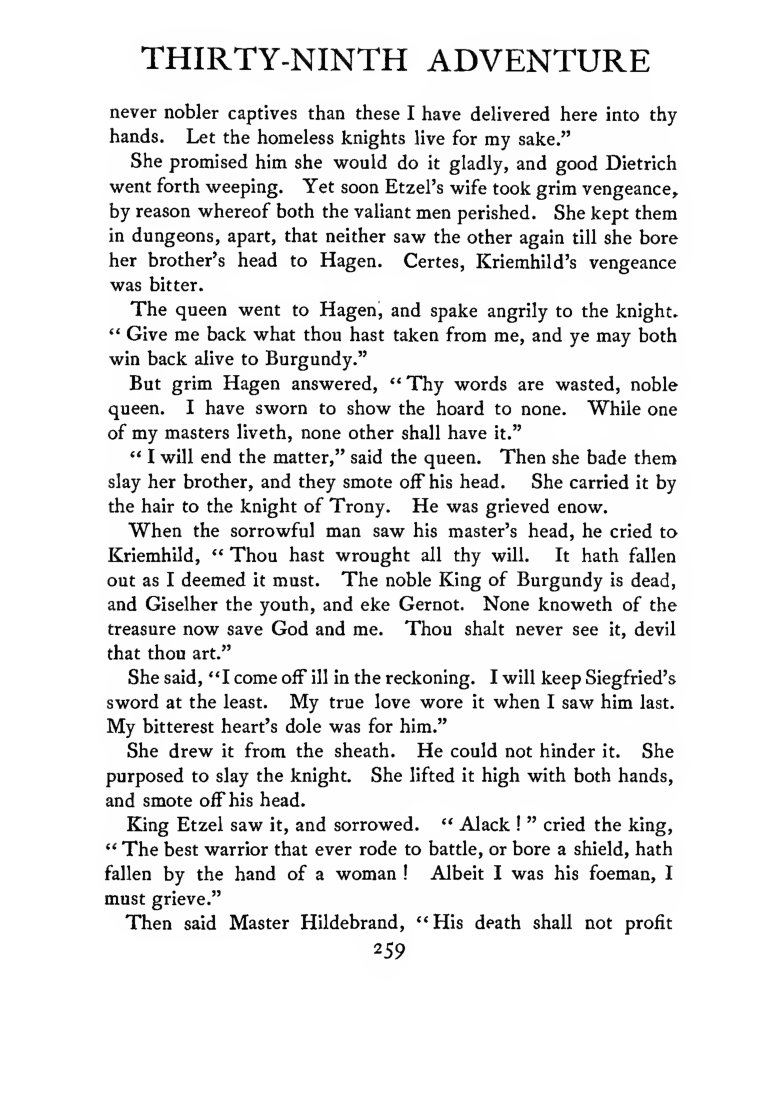 THIRTY-NINTH ADVENTURE
never nobler captives than these I have delivered here into thy
hands. Let the homeless knights live for my sake.”
She promised him she would do it gladly, and good Dietrich
went forth weeping. Yet soon Etzel’s wife took grim vengeance,
by reason whereof both the valiant men perished. She kept them
in dungeons, apart, that neither saw the other again till she bore
her brother’s head to Hagen. Certes, Kriemhild’s vengeance
was bitter.
The queen went to Hagen, and spake angrily to the knight.
“ Give me back what thou hast taken from me, and ye may both
win back alive to Burgundy.”
But grim Hagen answered, “ Thy words are wasted, noble
queen. I have sworn to show the hoard to none. While one
of my masters liveth, none other shall have it.”
“ I will end the matter,” said the queen. Then she bade them
slay her brother, and they smote off his head. She carried it by
the hair to the knight of Trony. He was grieved enow.
When the sorrowful man saw his master’s head, he cried to
Kriemhild, “ Thou hast wrought all thy will. It hath fallen
out as I deemed it must. The noble King of Burgundy is dead,
and Giselher the youth, and eke Gernot. None knoweth of the
treasure now save God and me. Thou shalt never see it, devil
that thou art.”
She said, “I come off ill in the reckoning. I will keep Siegfried’s
sword at the least. My true love wore it when I saw him last.
My bitterest heart’s dole was for him.”
She drew it from the sheath. He could not hinder it. She
purposed to slay the knight. She lifted it high with both hands,
and smote off his head.
King Etzel saw it, and sorrowed. “ Alack ! ” cried the king,
“ The best warrior that ever rode to battle, or bore a shield, hath
fallen by the hand of a woman ! Albeit I was his foeman, I
must grieve.”
Then said Master Hildebrand, “ His death shall not profit
259